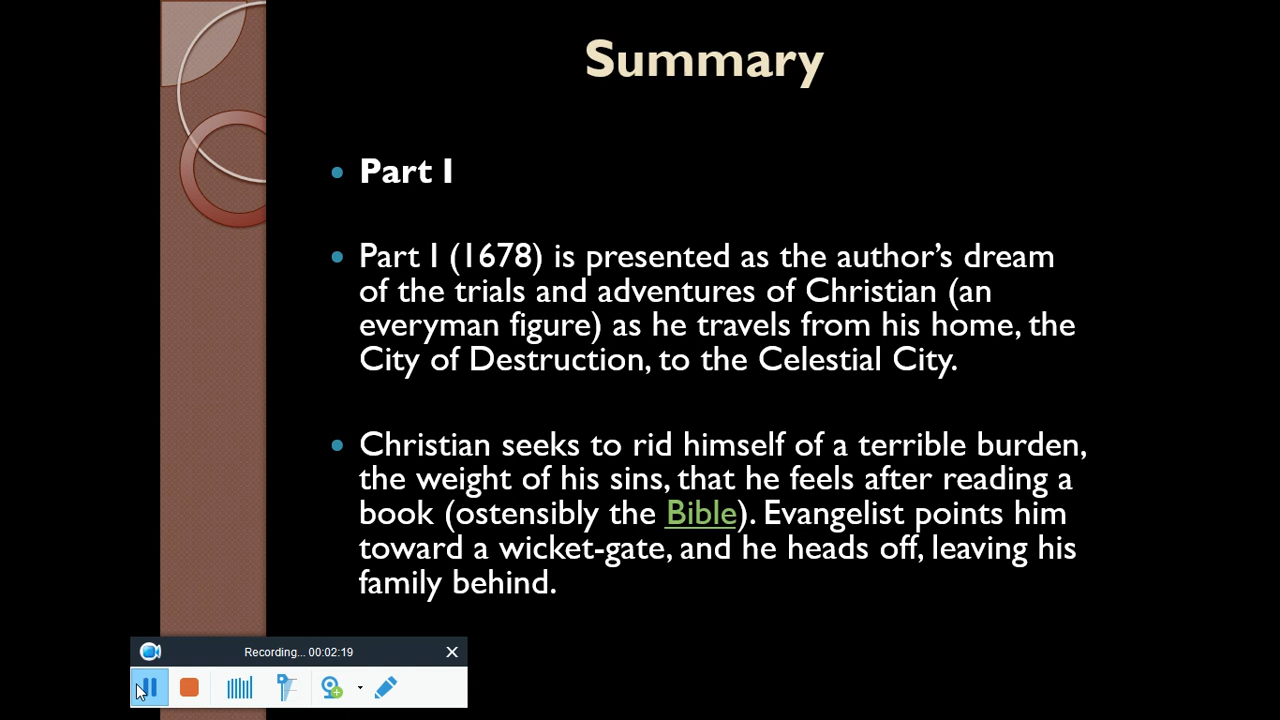 Summary
Part I
Part I (1678) is presented as the author’s dream
of the trials and adventures of Christian (an
everyman figure) as he travels from his home, the
City of Destruction, to the Celestial City.
Christian seeks to rid himself of a terrible burden,
the weight of his sins, that he feels after reading a
book (ostensibly the Bible). Evangelist points him
toward a wicket-gate, and he heads off, leaving his
family behind.
Recording... 00:02:19